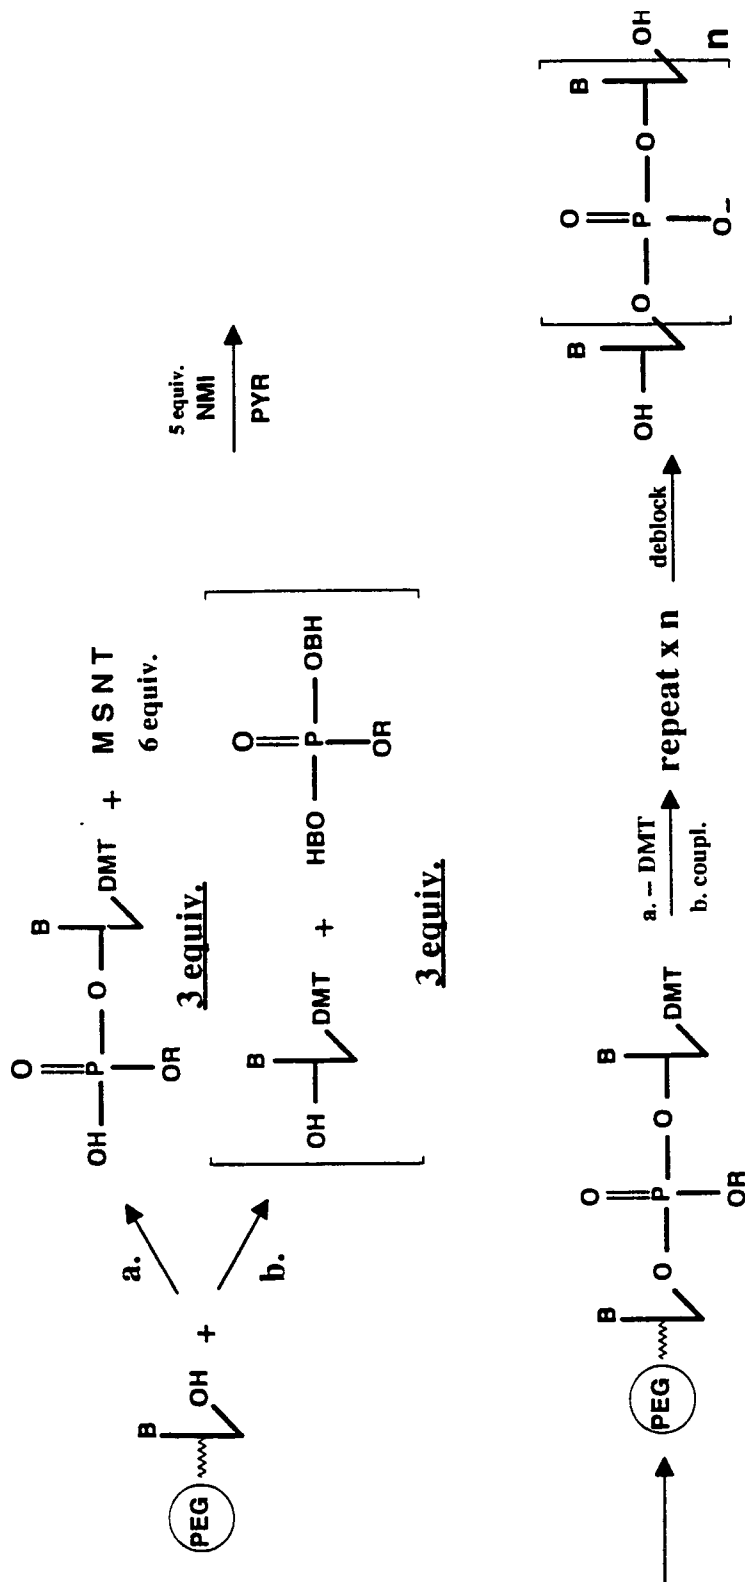 PEG
B
OH
+
a.
b.
OH
O
P
OR
O
B
DMT
+
M S N T
6 equiv.
3 equiv.
OH
B
DMT
+
HBO
O
P
OR
OBH
3 equiv.
5 equiv.
NMI
PYR
PEG
B
O
O
P
OR
O
B
DMT
a. – DMT
b. coupl.
repeat x n
deblock
OH
B
O
O
P
O–
O
B
OH
n